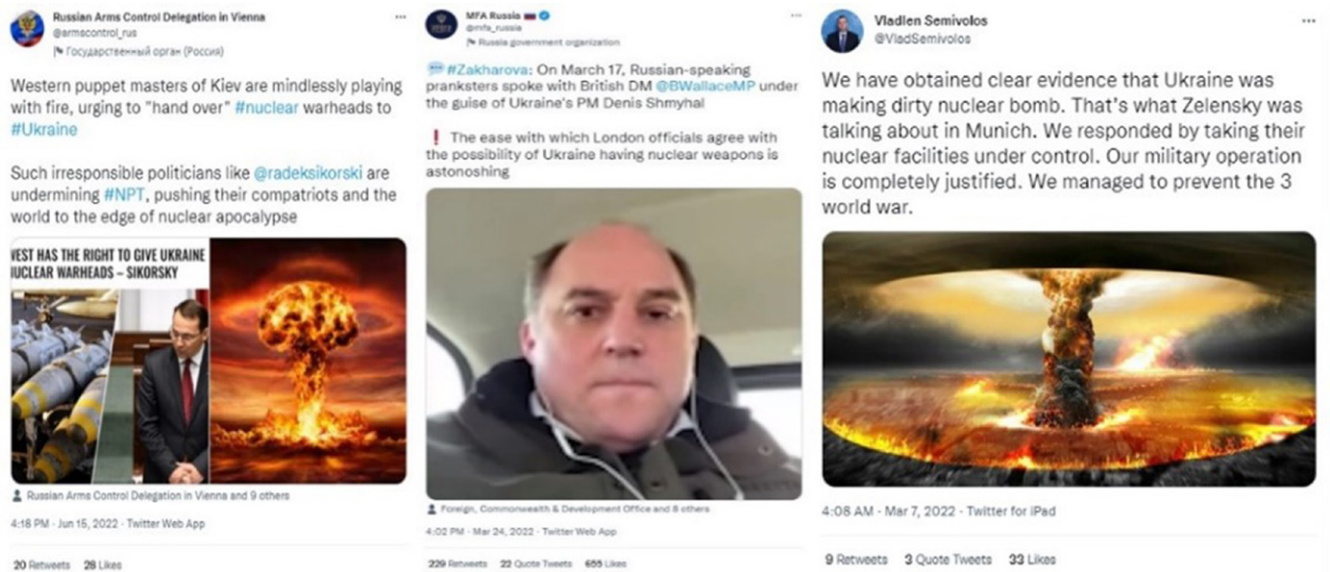 Russian Arms Control Delegation in Vienna
@armscontrol_rus
Государственный орган (Россия)
Western puppet masters of Kiev are mindlessly playing
with fire, urging to "hand over" #nuclear warheads to
#Ukraine
Such irresponsible politicians like @radeksikorski are
undermining #NPT, pushing their compatriots and the
world to the edge of nuclear apocalypse
WEST HAS THE RIGHT TO GIVE UKRAINE
NUCLEAR WARHEADS – SIKORSKY
Russian Arms Control Delegation in Vienna and 9 others
4:18 PM · Jun 15, 2022 · Twitter Web App
20 Retweets 28 Likes
MFA Russia
@mfa_russia
Russia government organization
#Zakharova: On March 17, Russian-speaking
pranksters spoke with British DM @BWallaceMP under
the guise of Ukraine's PM Denis Shmyhal
The ease with which London officials agree with
the possibility of Ukraine having nuclear weapons is
astonoshing
Foreign, Commonwealth & Development Office and 8 others
4:02 PM · Mar 24, 2022 · Twitter Web App
229 Retweets 22 Quote Tweets 655 Likes
Vladlen Semivolos
@VladSemivolos
We have obtained clear evidence that Ukraine was
making dirty nuclear bomb. That's what Zelensky was
talking about in Munich. We responded by taking their
nuclear facilities under control. Our military operation
is completely justified. We managed to prevent the 3
world war.
4:08 AM · Mar 7, 2022 · Twitter for iPad
9 Retweets 3 Quote Tweets 33 Likes